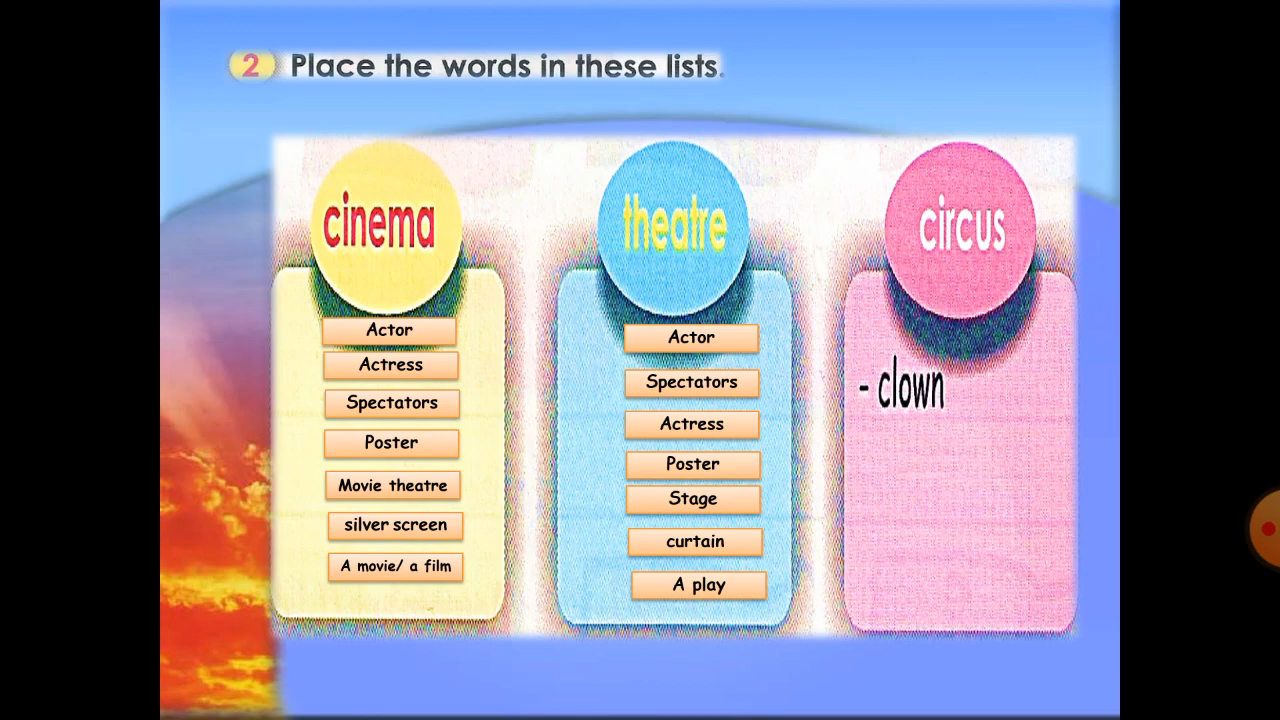 2 Place the words in these lists.
cinema
Actor
Actress
Spectators
Poster
Movie theatre
silver screen
A movie/ a film
theatre
Actor
Spectators
Actress
Poster
Stage
curtain
A play
circus
- clown